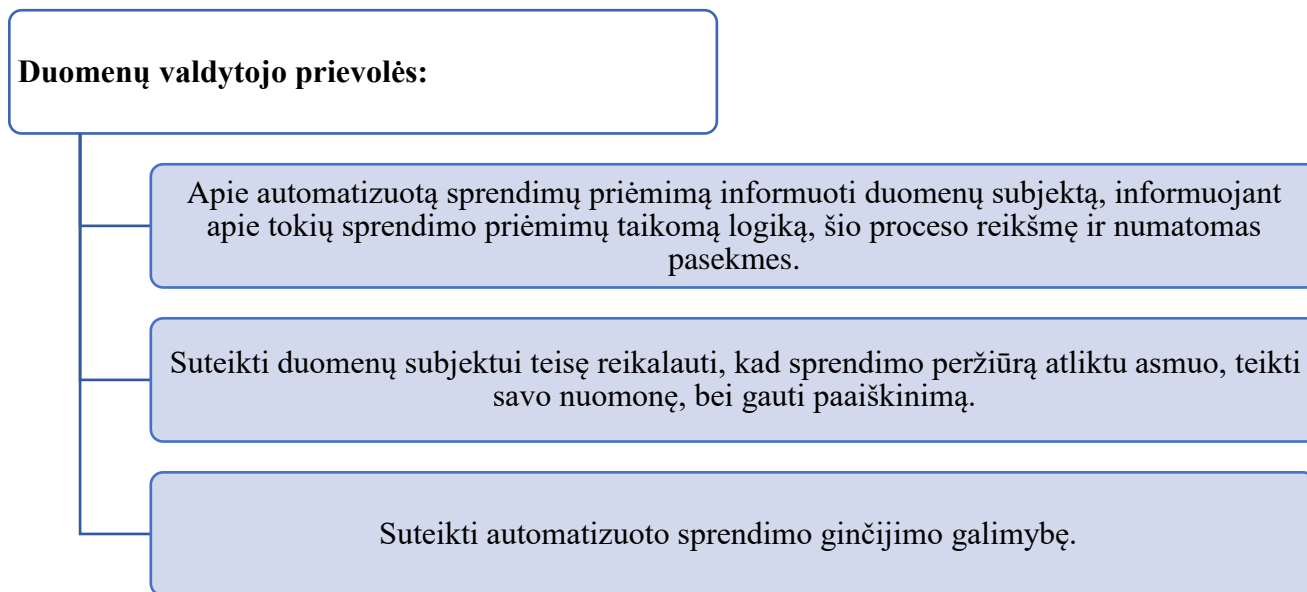 Duomenų valdytojo prievolės:
Apie automatizuotą sprendimų priėmimą informuoti duomenų subjektą, informuojant
apie tokių sprendimo priėmimų taikomą logiką, šio proceso reikšmę ir numatomas
pasekmes.
Suteikti duomenų subjektui teisę reikalauti, kad sprendimo peržiūrą atliktu asmuo, teikti
savo nuomonę, bei gauti paaiškinimą.
Suteikti automatizuoto sprendimo ginčijimo galimybę.